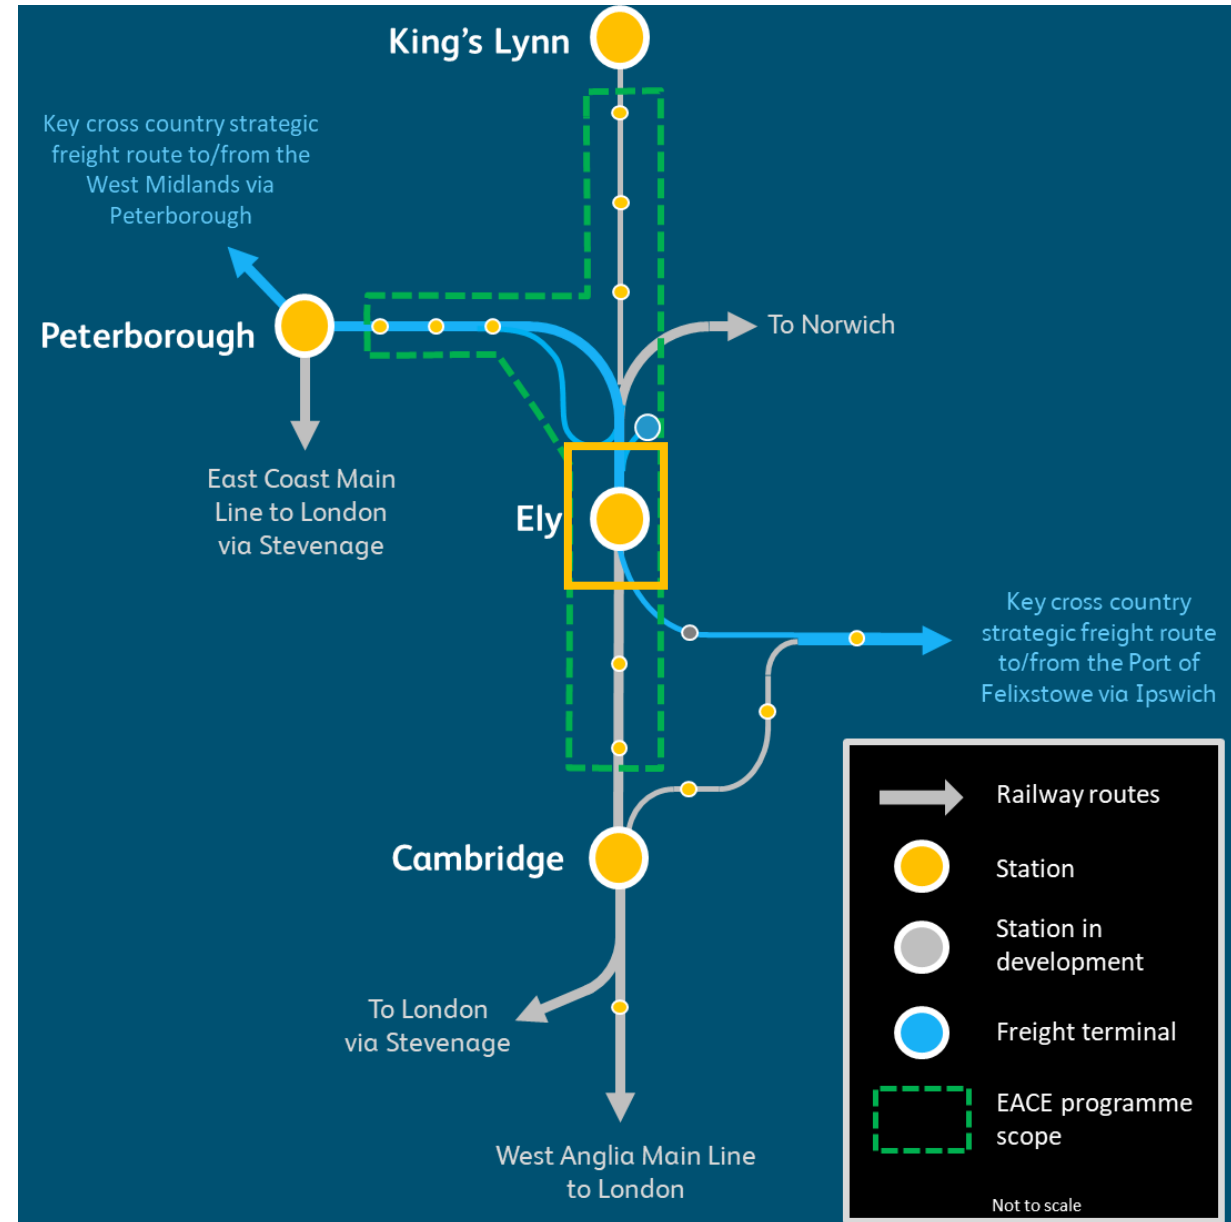 King's Lynn
Key cross country strategic
freight route to/from the
West Midlands via
Peterborough
Peterborough
To Norwich
East Coast Main
Line to London
via Stevenage
Ely
Key cross country
strategic freight route
to/from the Port of
Felixstowe via Ipswich
Cambridge
To London
via Stevenage
West Anglia Main Line
to London
Railway routes
Station
Station in
development
Freight terminal
EACE programme
scope
Not to scale